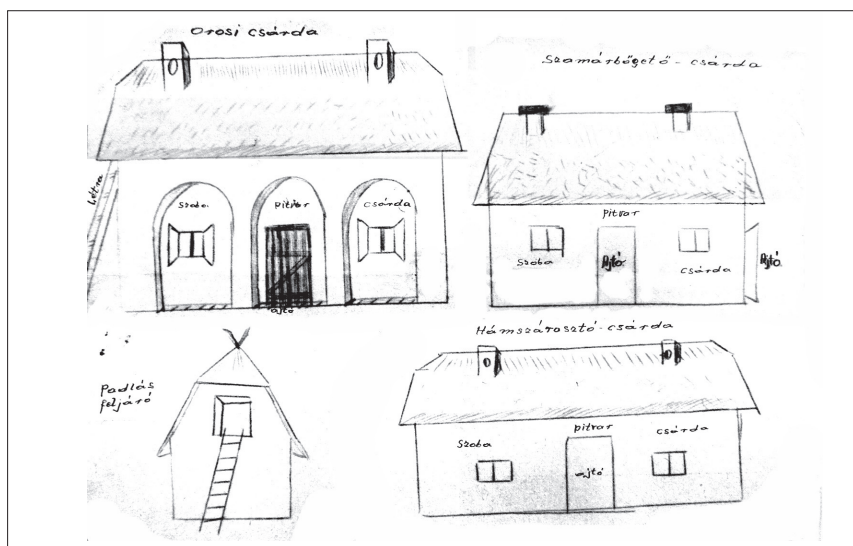 Orosi csárda
Létra
Szoba
Pitvar
Csárda
ajtó
Szamárbőgető - csárda
Pitvar
Szoba
Ajtó
Csárda
Ajtó
Padlás
feljáró
Hámszárasztó - csárda
Szoba
pitvar
csárda
ajtó